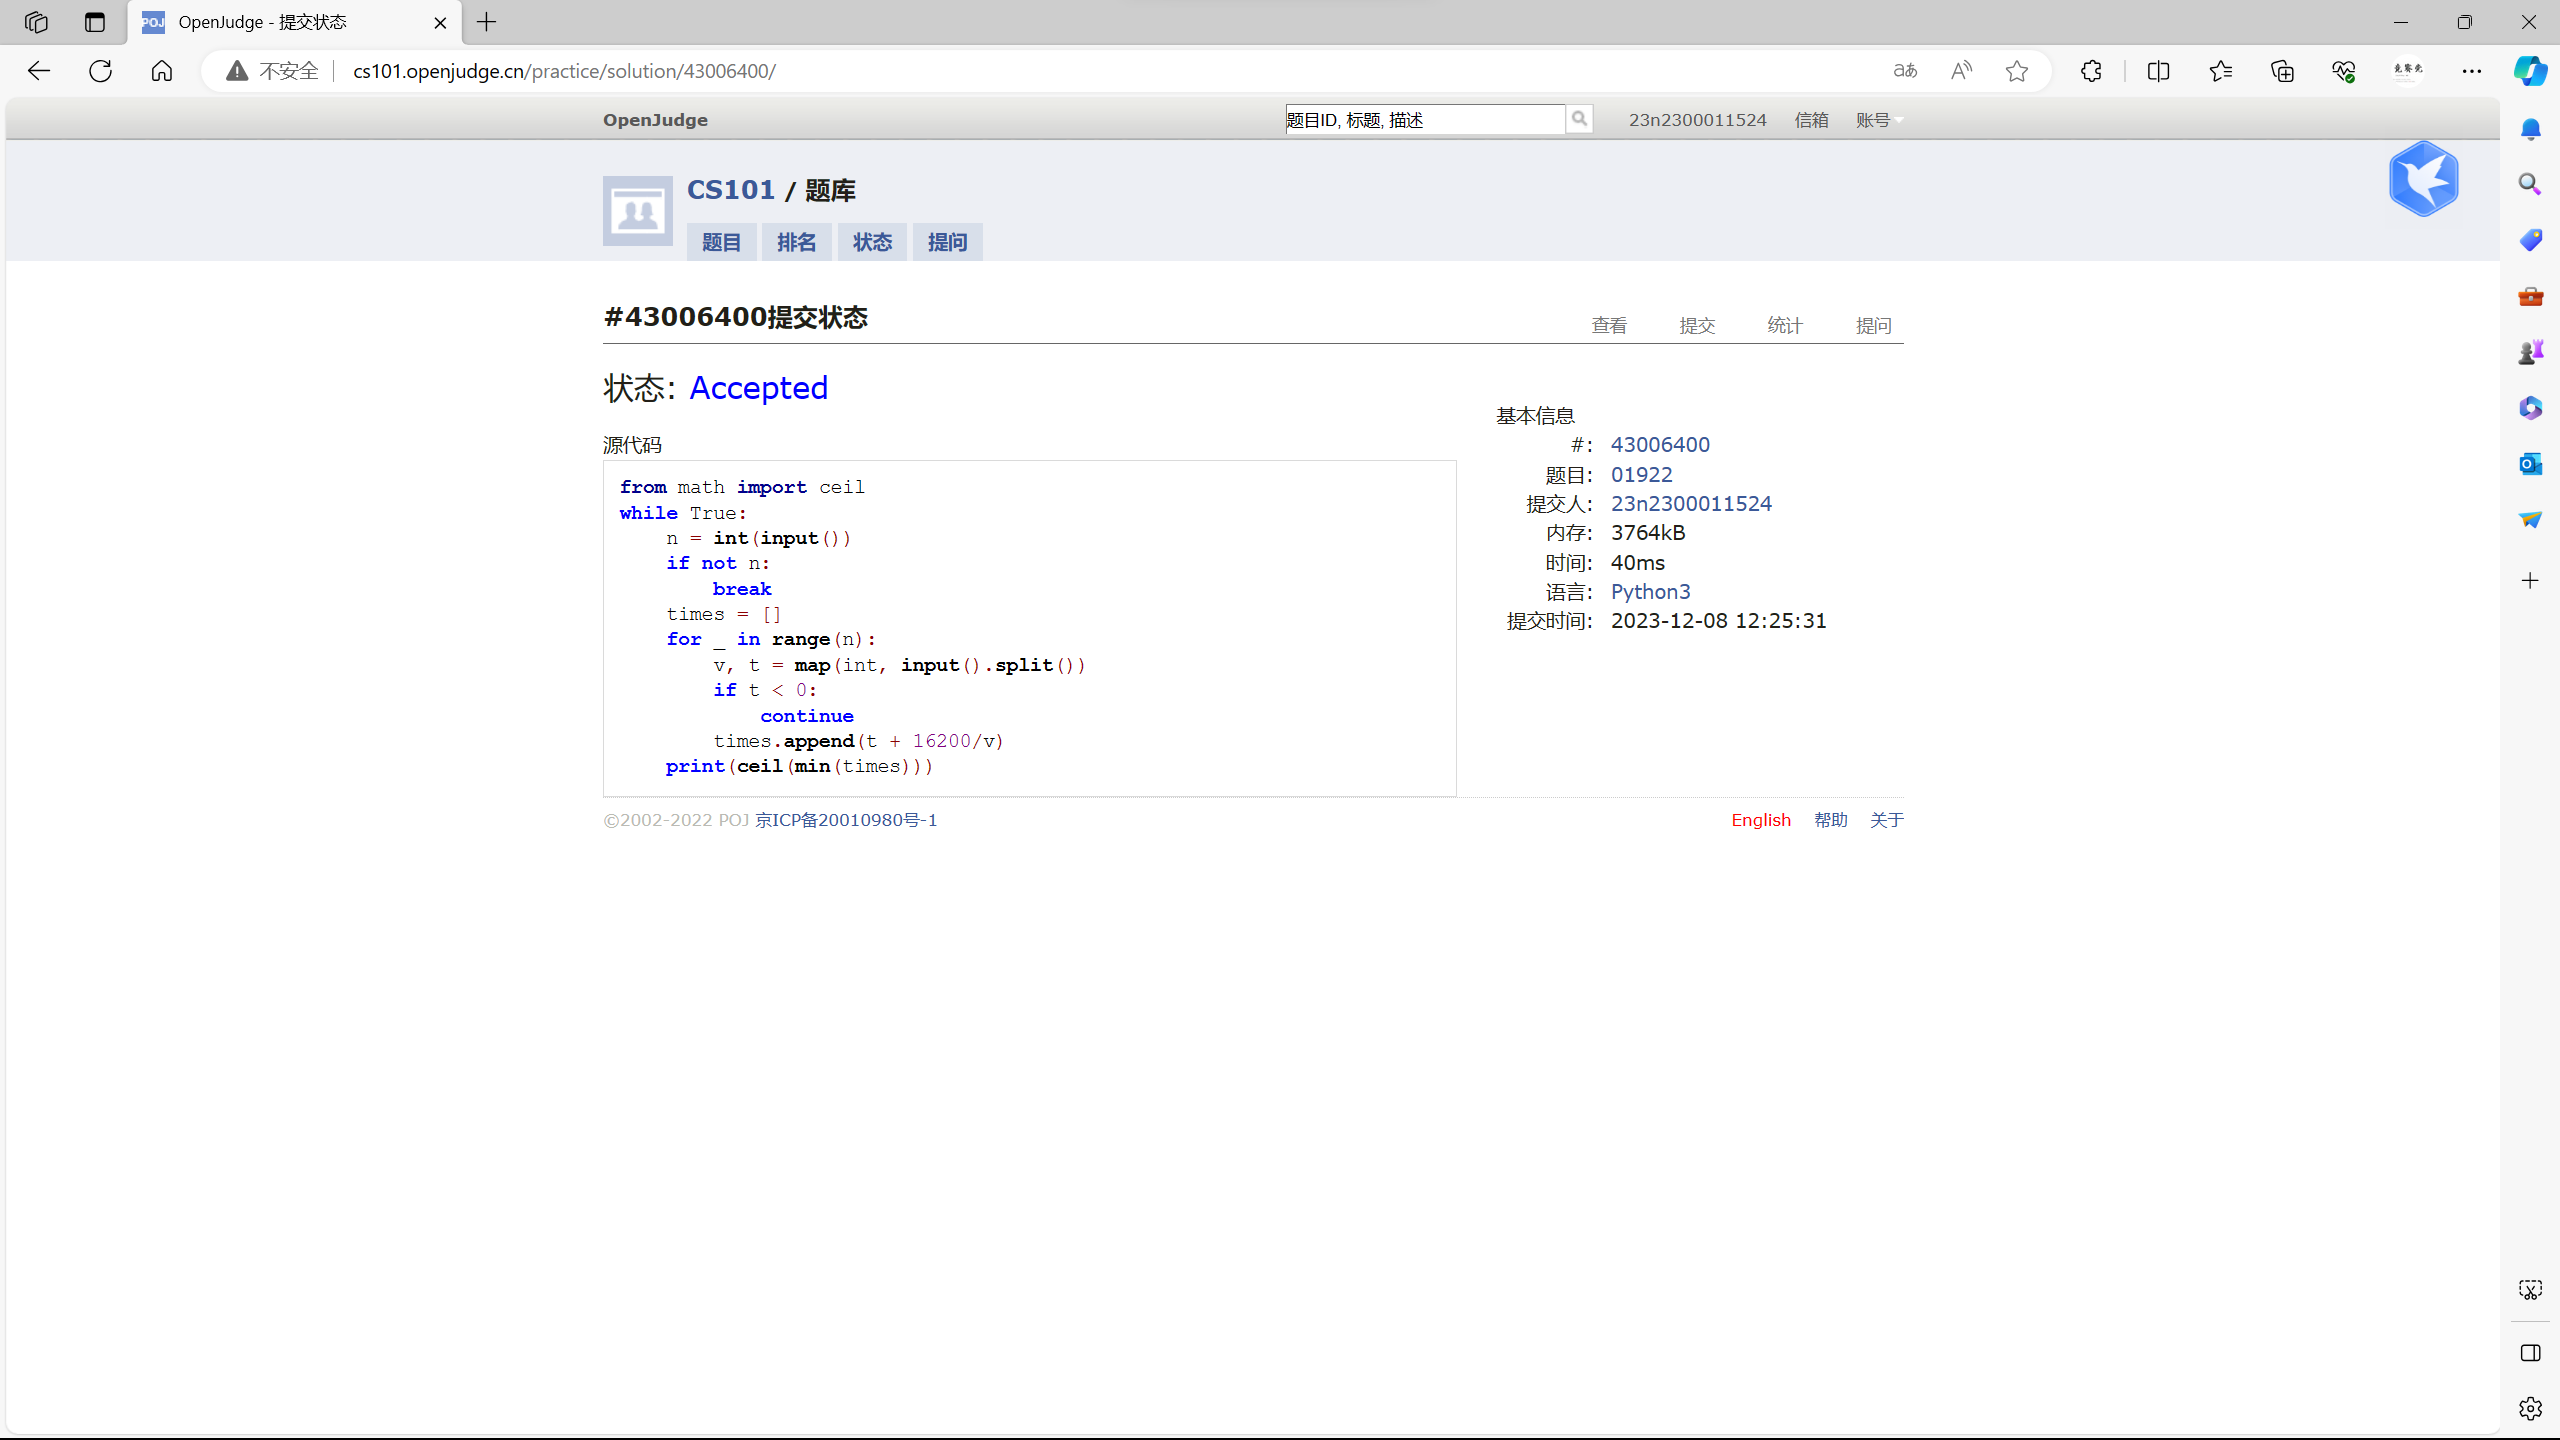 POJ OpenJudge - 提交状态
不安全 cs101.openjudge.cn/practice/solution/43006400/
OpenJudge 题目ID, 标题, 描述 23n2300011524 信箱 账号
CS101 / 题库
题目 排名 状态 提问
#43006400提交状态 查看 提交 统计 提问
状态: Accepted
源代码
from math import ceil
while True:
    n = int(input())
    if not n:
        break
    times = []
    for _ in range(n):
        v, t = map(int, input().split())
        if t < 0:
            continue
        times.append(t + 16200/v)
    print(ceil(min(times)))
基本信息
#: 43006400
题目: 01922
提交人: 23n2300011524
内存: 3764kB
时间: 40ms
语言: Python3
提交时间: 2023-12-08 12:25:31
©2002-2022 POJ 京ICP备20010980号-1 English 帮助 关于